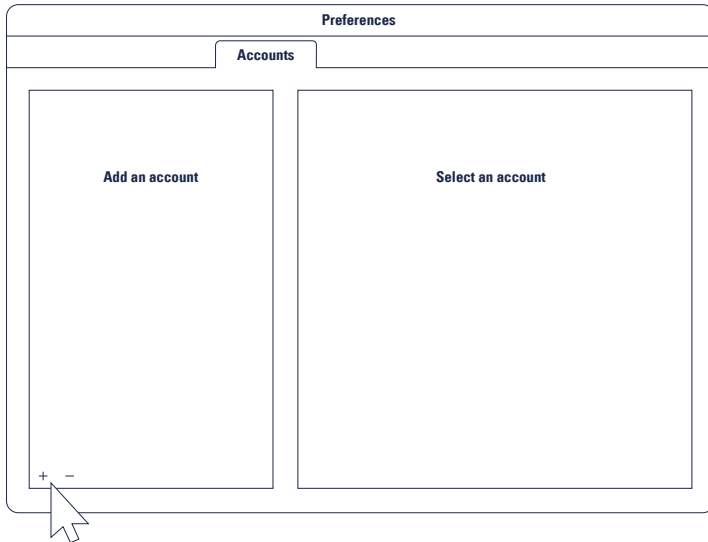 Preferences
Accounts
Add an account
Select an account
+ −